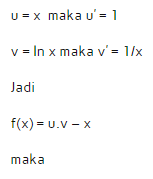 u = x  maka u' = 1
v = ln x maka v' = 1/x
Jadi
f(x) = u.v – x
maka